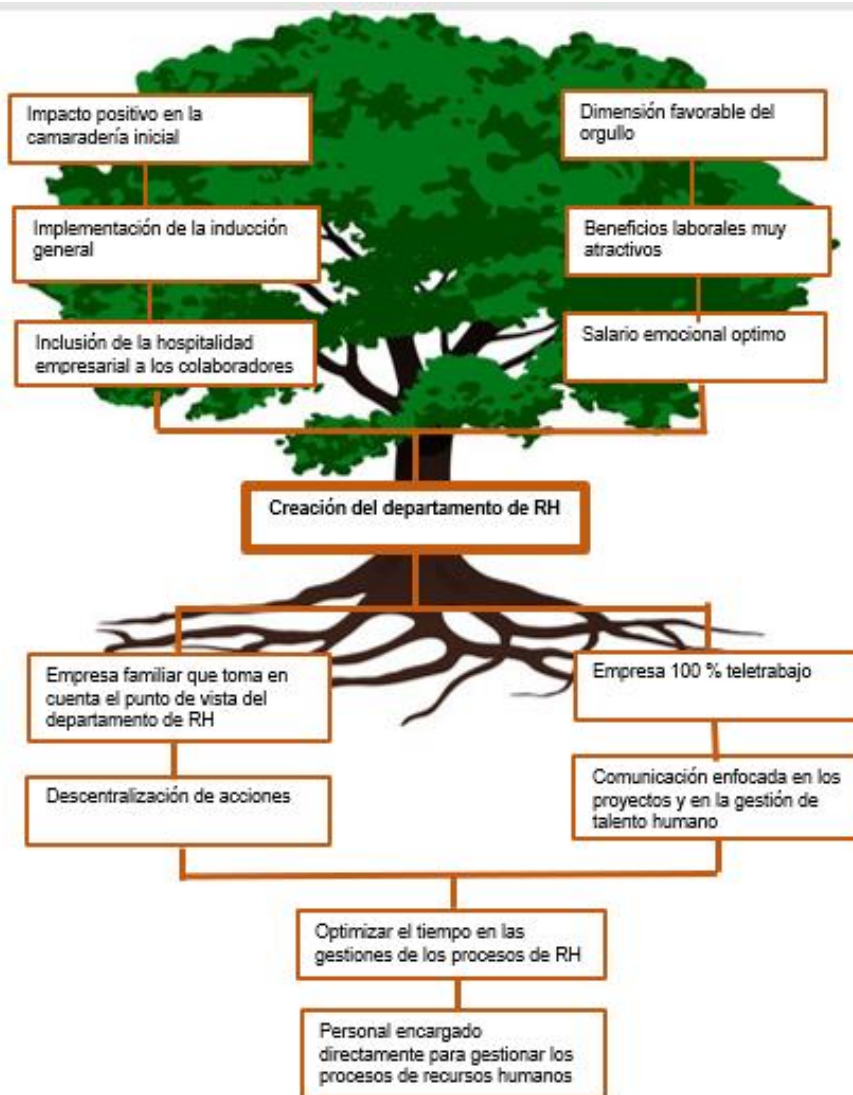 Impacto positivo en la
camaradería inicial
Dimensión favorable del
orgullo
Implementación de la inducción
general
Beneficios laborales muy
atractivos
Inclusión de la hospitalidad
empresarial a los colaboradores
Salario emocional optimo
Creación del departamento de RH
Empresa familiar que toma en
cuenta el punto de vista del
departamento de RH
Empresa 100 % teletrabajo
Descentralización de acciones
Comunicación enfocada en los
proyectos y en la gestión de
talento humano
Optimizar el tiempo en las
gestiones de los procesos de RH
Personal encargado
directamente para gestionar los
procesos de recursos humanos